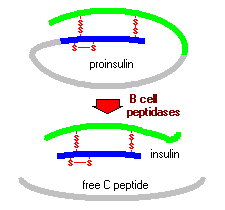 S S
S S
S S
S—S
proinsulin
B cell
peptidases
S S
S S
S—S
insulin
free C peptide